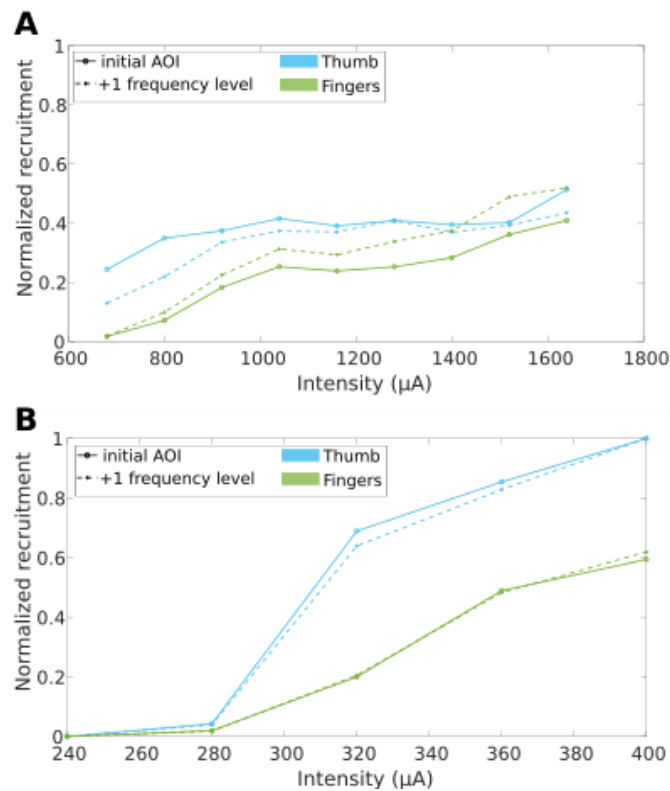 A
1
0.8
0.6
0.4
0.2
0
Normalized recruitment
initial AOI
+1 frequency level
Thumb
Fingers
600 800 1000 1200 1400 1600 1800
Intensity (μA)
B
1
0.8
0.6
0.4
0.2
0
Normalized recruitment
initial AOI
+1 frequency level
Thumb
Fingers
240 260 280 300 320 340 360 380 400
Intensity (μA)